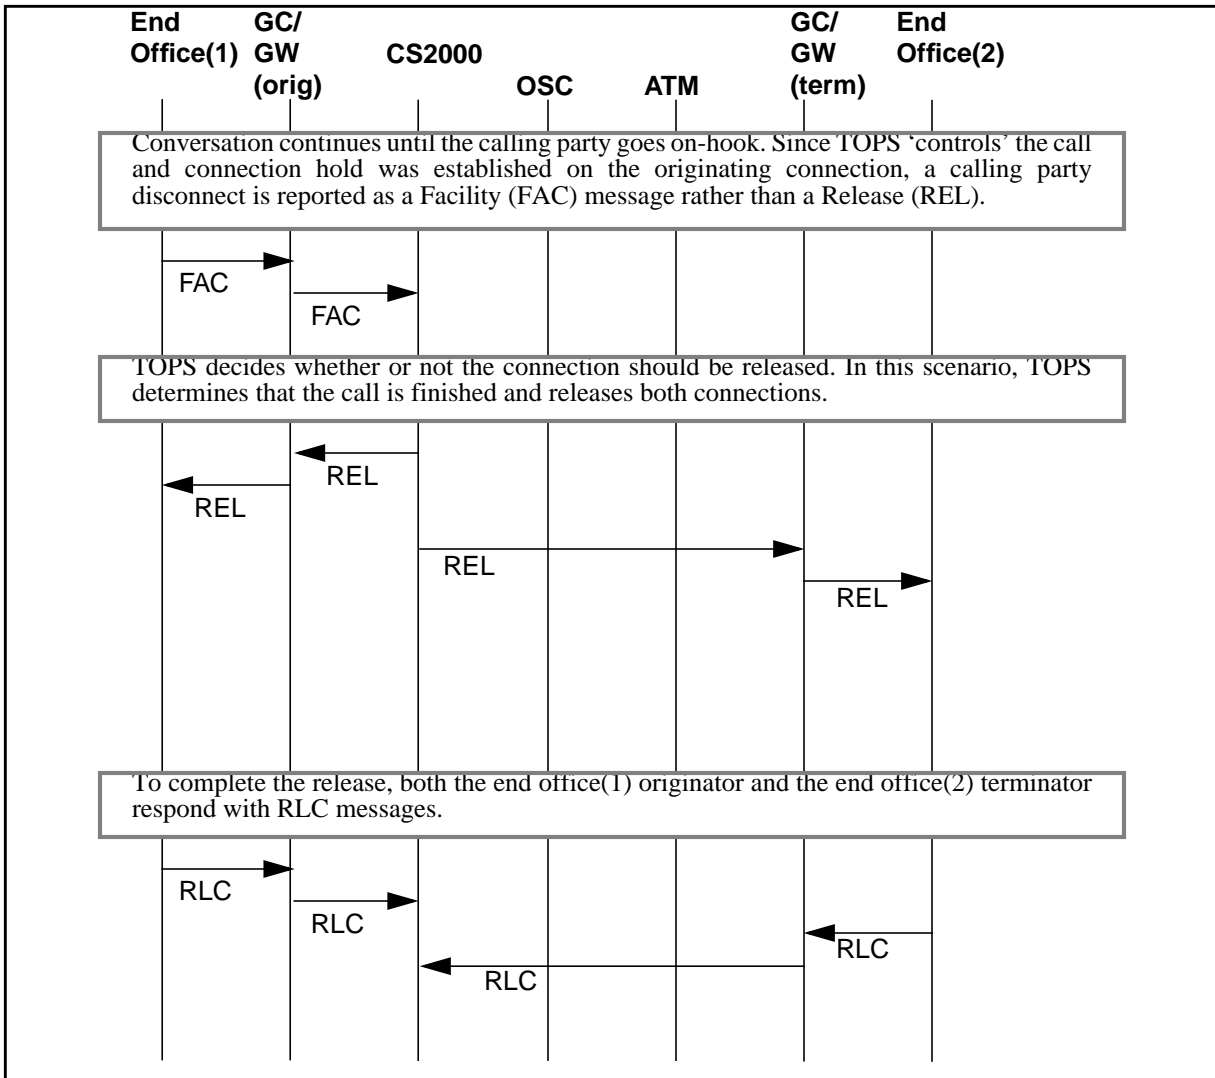 End GC/ GC/ End
Office(1) GW CS2000 GW Office(2)
(orig) OSC ATM (term)
Conversation continues until the calling party goes on-hook. Since TOPS ‘controls’ the call
and connection hold was established on the originating connection, a calling party
disconnect is reported as a Facility (FAC) message rather than a Release (REL).
FAC
FAC
TOPS decides whether or not the connection should be released. In this scenario, TOPS
determines that the call is finished and releases both connections.
REL
REL
REL
REL
To complete the release, both the end office(1) originator and the end office(2) terminator
respond with RLC messages.
RLC
RLC
RLC
RLC